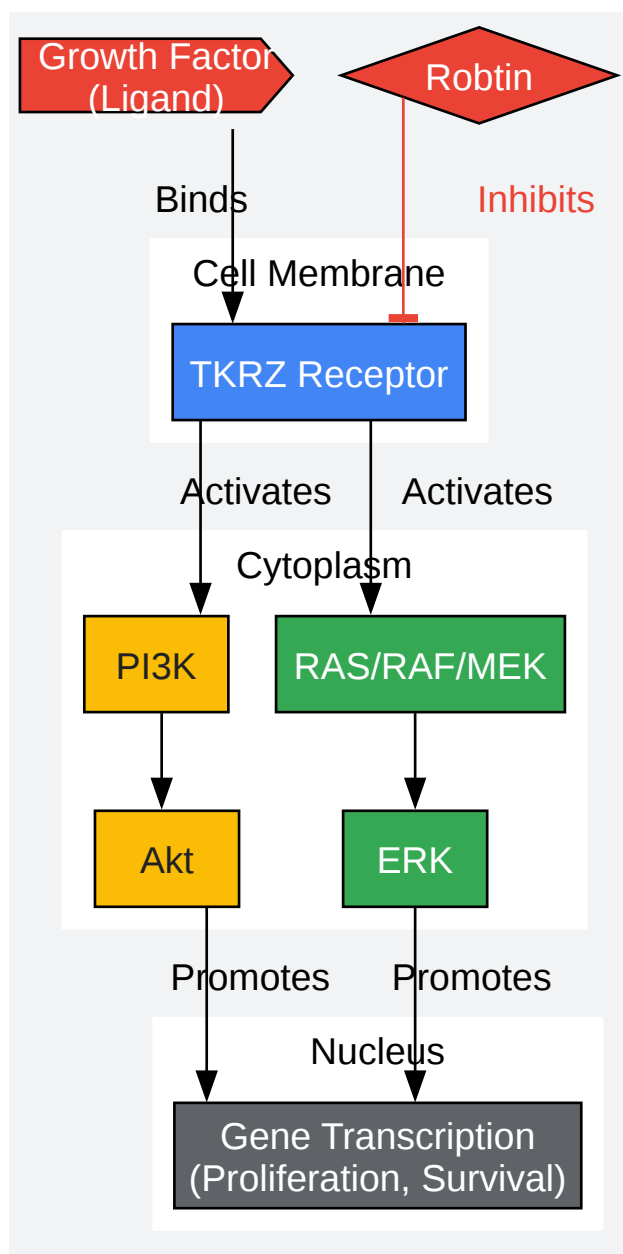 Growth Factor
(Ligand)
Robtin
Binds
Inhibits
Cell Membrane
TKRZ Receptor
Activates
Activates
Cytoplasm
PI3K
RAS/RAF/MEK
Akt
ERK
Promotes
Promotes
Nucleus
Gene Transcription
(Proliferation, Survival)